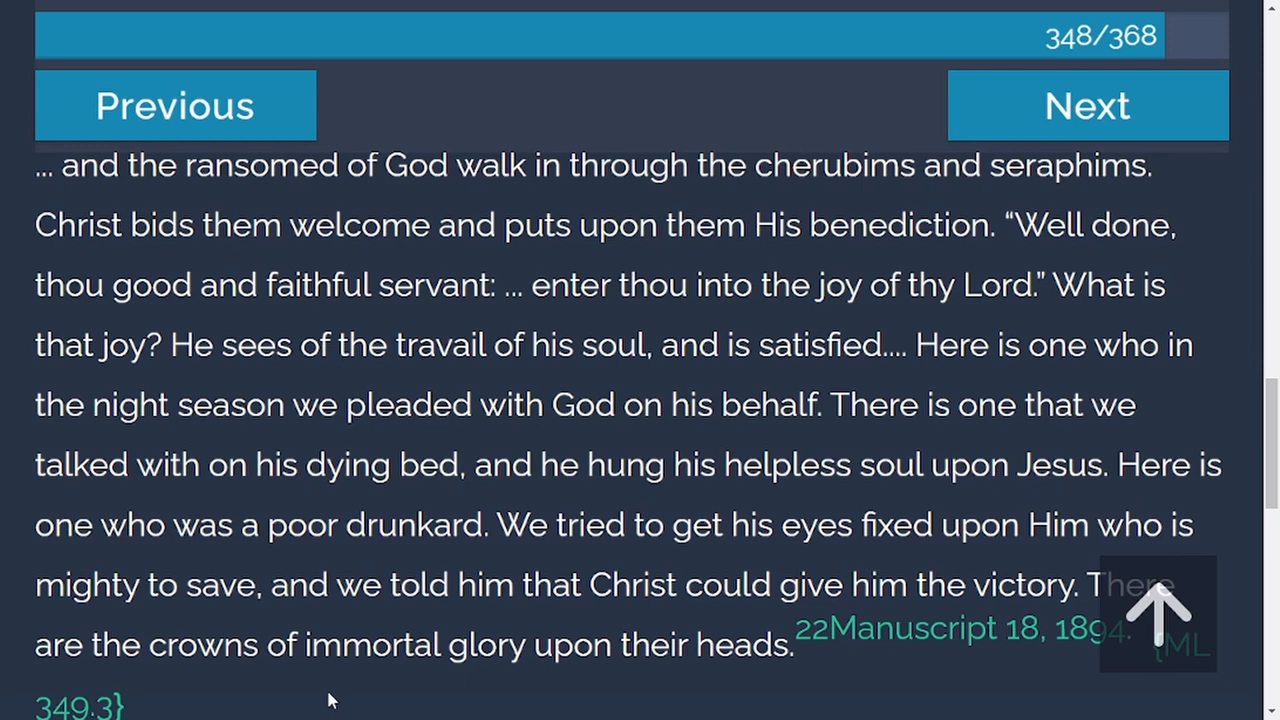 348/368
Previous
Next
... and the ransomed of God walk in through the cherubims and seraphims.
Christ bids them welcome and puts upon them His benediction. “Well done,
thou good and faithful servant: ... enter thou into the joy of thy Lord.” What is
that joy? He sees of the travail of his soul, and is satisfied.... Here is one who in
the night season we pleaded with God on his behalf. There is one that we
talked with on his dying bed, and he hung his helpless soul upon Jesus. Here is
one who was a poor drunkard. We tried to get his eyes fixed upon Him who is
mighty to save, and we told him that Christ could give him the victory. There
are the crowns of immortal glory upon their heads. 22Manuscript 18, 1894. {ML
349.3}